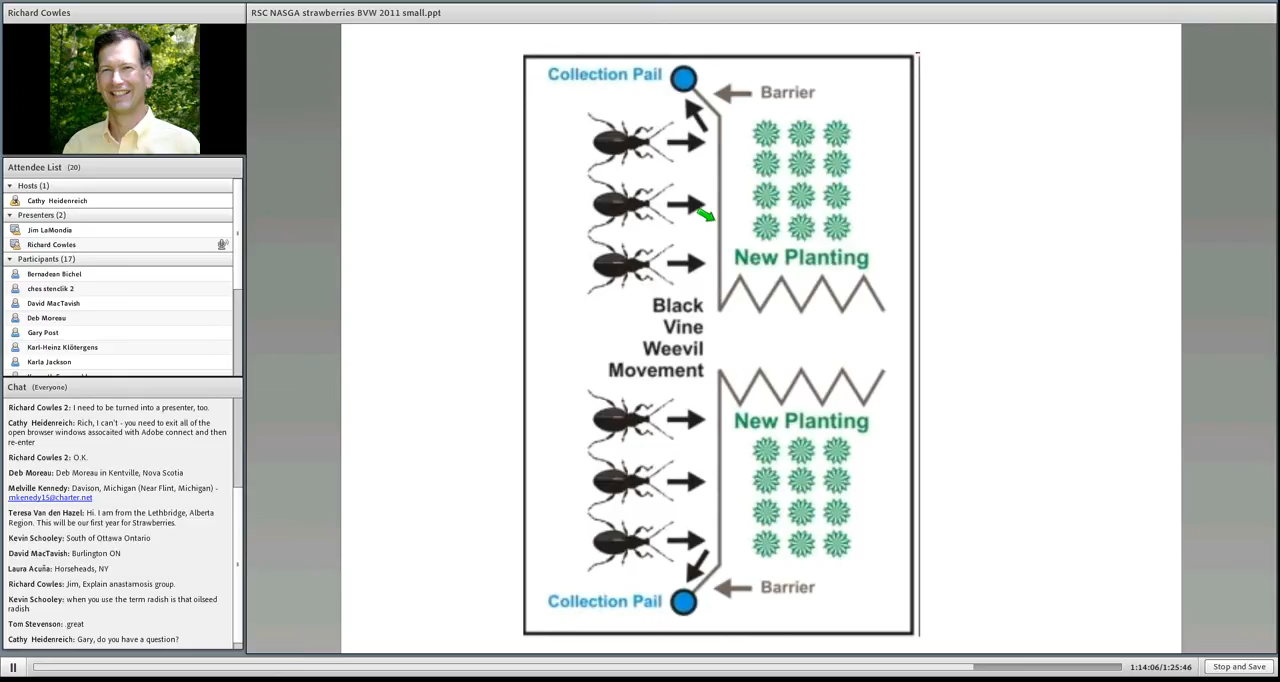 Richard Cowles
RSC NASGA strawberries BVW 2011 small.ppt
Attendee List (20)
Hosts (1)
Cathy Heidenreich
Presenters (2)
Jim LaMondia
Richard Cowles
Participants (17)
Bernadean Bichel
ches stencik 2
David MacTavish
Deb Moreau
Gary Post
Karl-Heinz Klötergens
Karla Jackson
Chat (Everyone)
Richard Cowles 2: I need to be turned into a presenter, too.
Cathy Heidenreich: Rich, I can't - you need to exit all of the
open browser windows assocaited with Adobe connect and then
re-enter
Richard Cowles 2: O.K.
Deb Moreau: Deb Moreau in Kentville, Nova Scotia
Melville Kennedy: Davison, Michigan (Near Flint, Michigan) -
mkenedy15@charter.net
Teresa Van den Hazel: Hi. I am from the Lethbridge, Alberta
Region. This will be our first year for Strawberries.
Kevin Schooley: South of Ottawa Ontario
David MacTavish: Burlington ON
Laura Acuña: Horseheads, NY
Richard Cowles: Jim, Explain anastamosis group.
Kevin Schooley: when you use the term radish is that oilseed
radish
Tom Stevenson: .great
Cathy Heidenreich: Gary, do you have a question?
Collection Pail
Barrier
New Planting
Black
Vine
Weevil
Movement
New Planting
Barrier
Collection Pail
1:14:06/1:25:46
Stop and Save